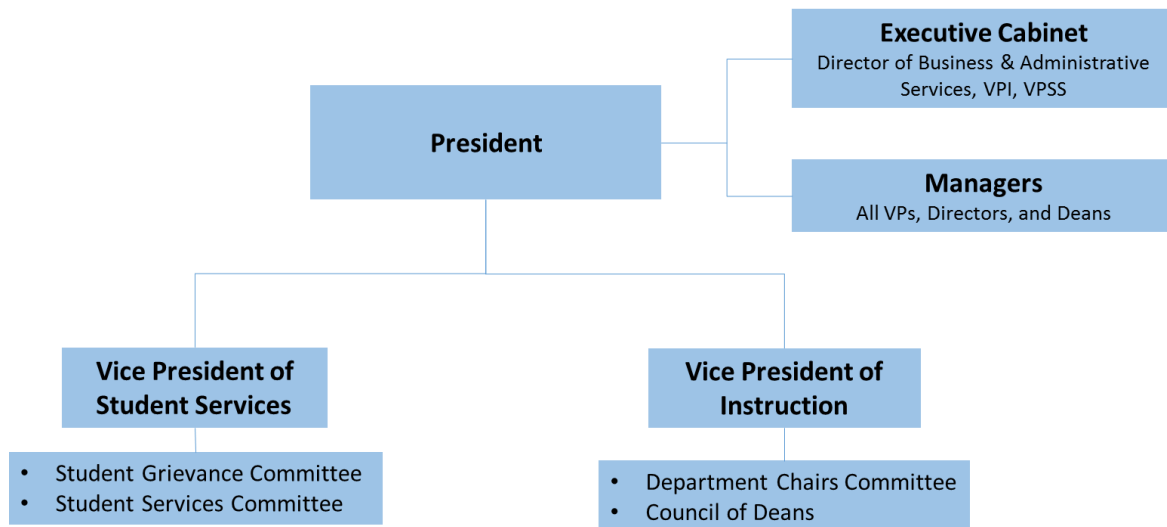 Executive Cabinet
Director of Business & Administrative
Services, VPI, VPSS
President
Managers
All VPs, Directors, and Deans
Vice President of
Student Services
• Student Grievance Committee
• Student Services Committee
Vice President of
Instruction
• Department Chairs Committee
• Council of Deans